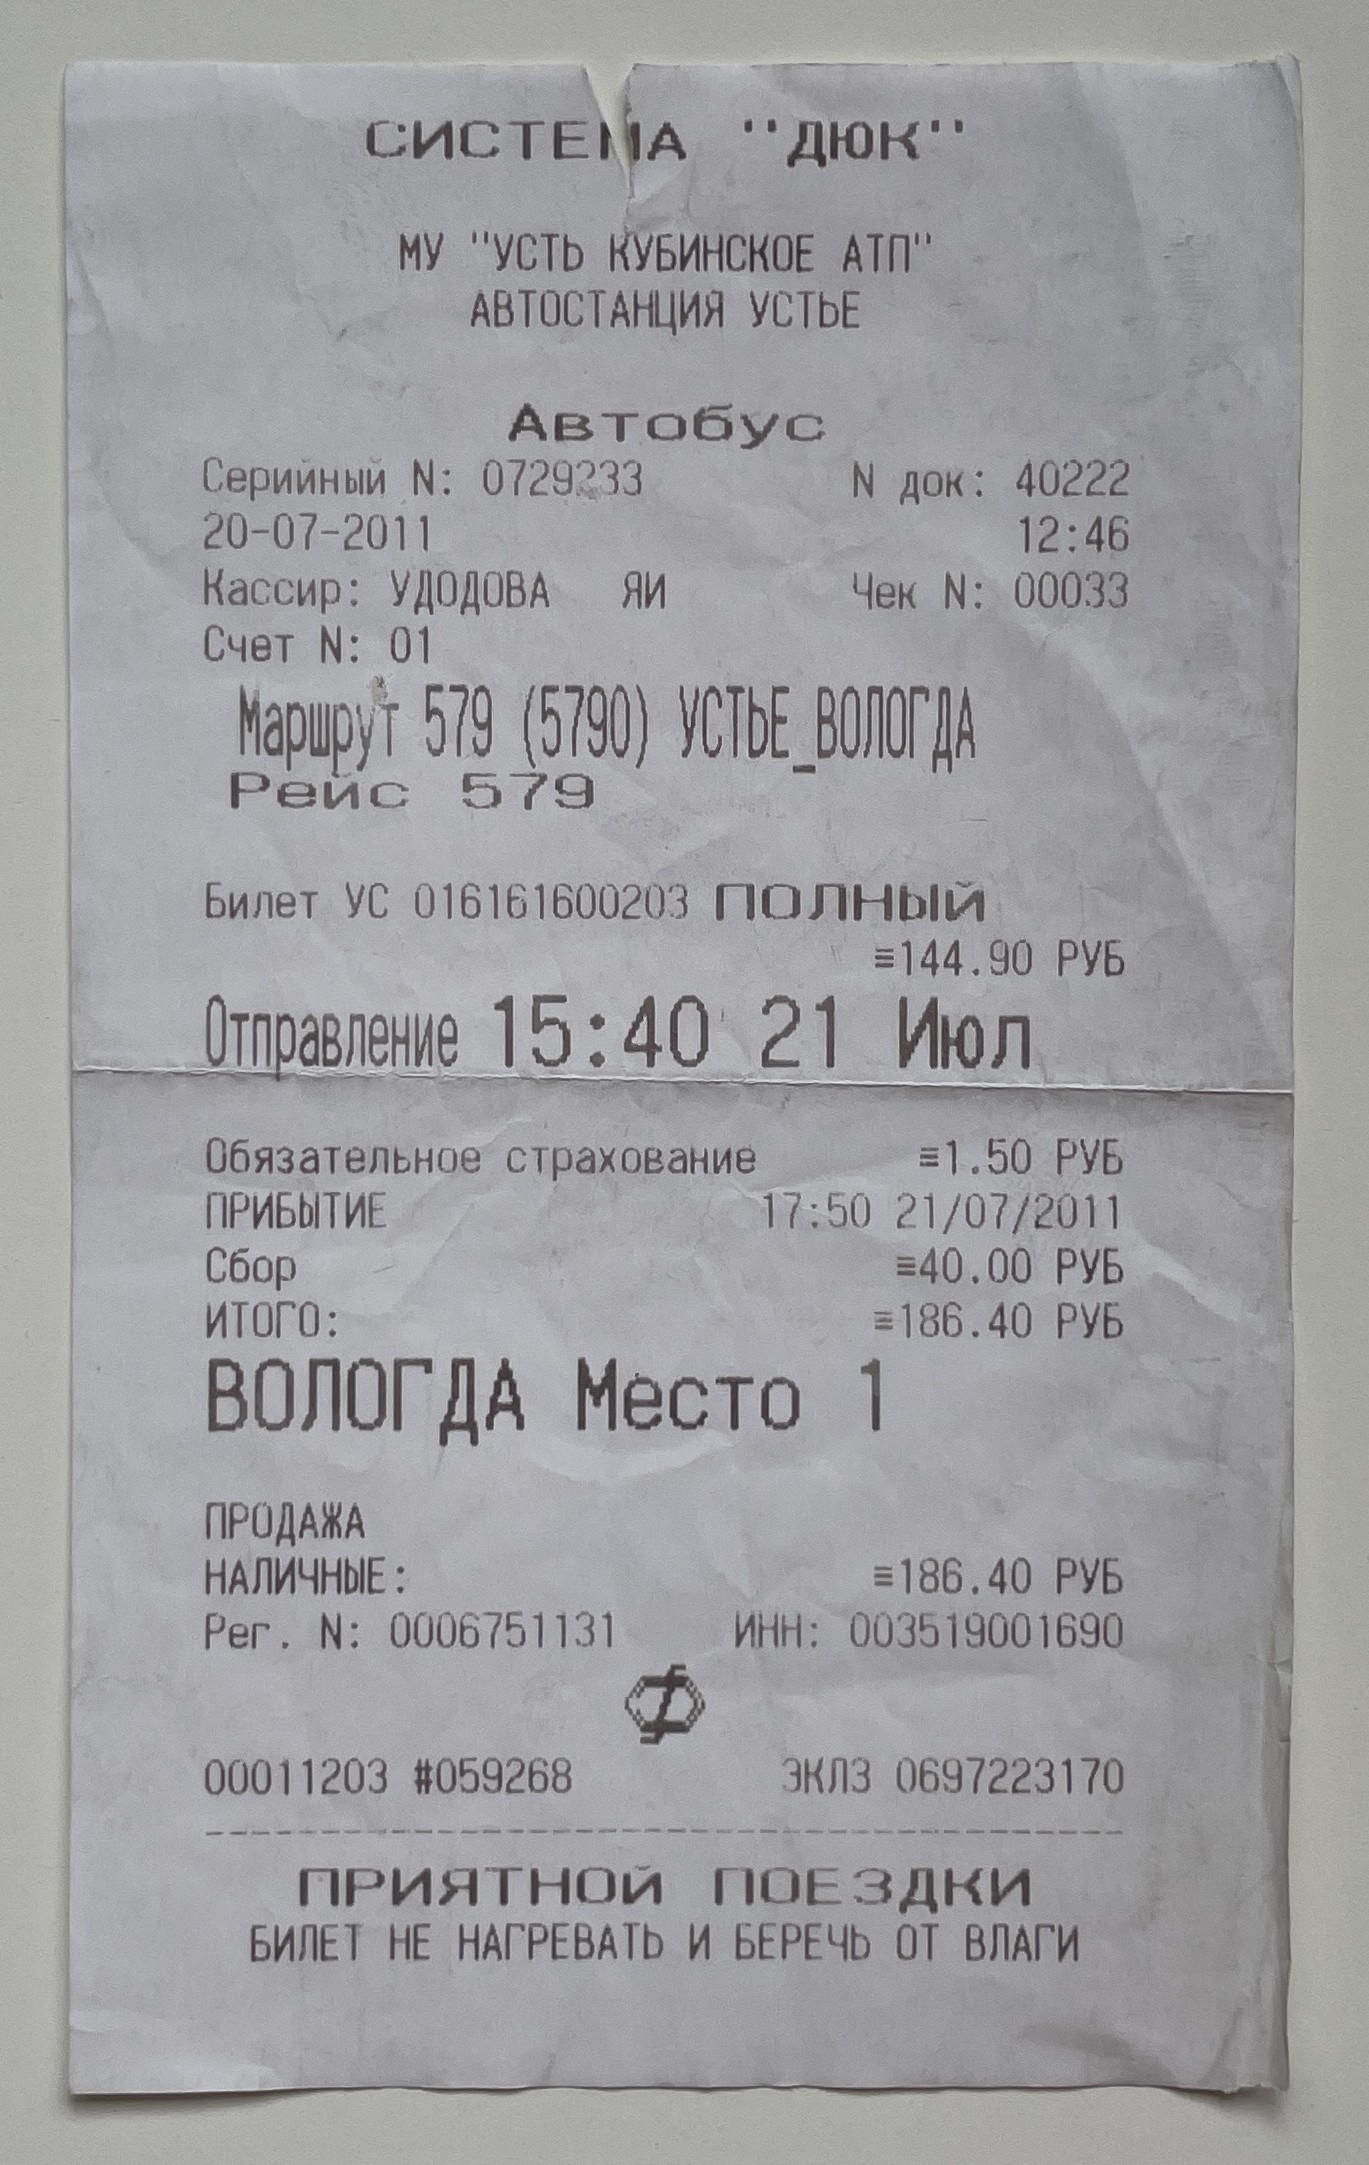 СИСТЕМА "ДЮК"
МУ "УСТЬ КУБИНСКОЕ АТП"
АВТОСТАНЦИЯ УСТЬЕ
Автобус
Серийный N: 0729233 N док: 40222
20-07-2011 12:46
Кассир: УДОДОВА ЯИ Чек N: 00033
Счет N: 01
Маршрут 579 (5790) УСТЬЕ_ВОЛОГДА
Рейс 579
Билет УС 016161600203 ПОЛНЫЙ
≡144.90 РУБ
Отправление 15:40 21 Июл
Обязательное страхование ≡1.50 РУБ
ПРИБЫТИЕ 17:50 21/07/2011
Сбор ≡40.00 РУБ
ИТОГО: ≡186.40 РУБ
ВОЛОГДА Место 1
ПРОДАЖА
НАЛИЧНЫЕ: ≡186.40 РУБ
Рег. N: 0006751131 ИНН: 003519001690
00011203 #059268 ЭКЛЗ 0697223170
ПРИЯТНОЙ ПОЕЗДКИ
БИЛЕТ НЕ НАГРЕВАТЬ И БЕРЕЧЬ ОТ ВЛАГИ